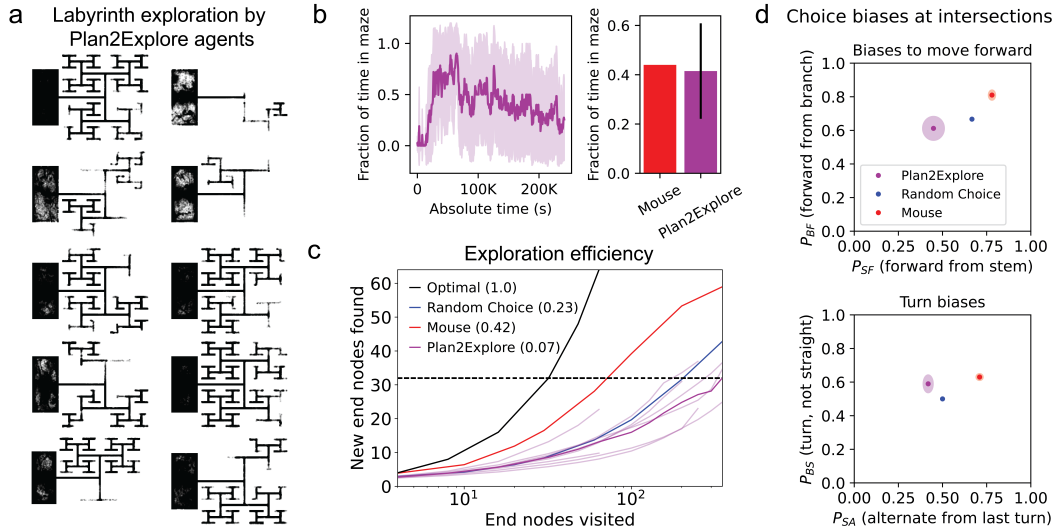 a
Labyrinth exploration by
Plan2Explore agents
b
Fraction of time in maze
1.0
0.5
0.0
0
100K
200K
Absolute time (s)
Fraction of time in maze
0.6
0.4
0.2
0.0
Mouse
Plan2Explore
c
Exploration efficiency
New end nodes found
60
50
40
30
20
10
0
Optimal (1.0)
Random Choice (0.23)
Mouse (0.42)
Plan2Explore (0.07)
10¹
10²
End nodes visited
d
Choice biases at intersections
Biases to move forward
P_BF (forward from branch)
1.0
0.8
0.6
0.4
0.2
0.0
Plan2Explore
Random Choice
Mouse
0.00 0.25 0.50 0.75 1.00
P_SF (forward from stem)
Turn biases
P_BS (turn, not straight)
1.0
0.8
0.6
0.4
0.2
0.0
0.00 0.25 0.50 0.75 1.00
P_SA (alternate from last turn)